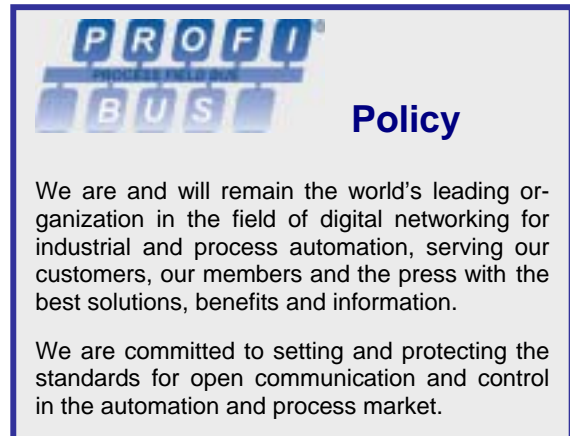 PROFI®
PROCESS FIELD BUS
BUS
Policy
We are and will remain the world's leading or-
ganization in the field of digital networking for
industrial and process automation, serving our
customers, our members and the press with the
best solutions, benefits and information.
We are committed to setting and protecting the
standards for open communication and control
in the automation and process market.